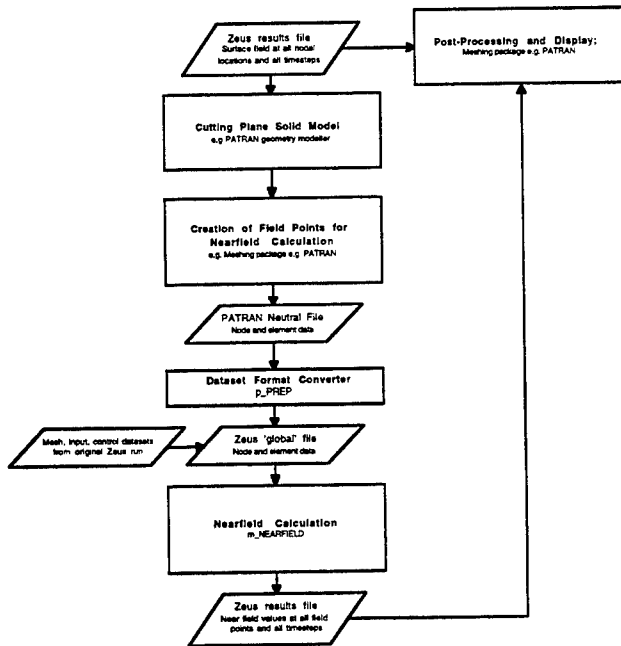 Zeus results file
Surface field at all nodal
locations and all timesteps
Post-Processing and Display;
Meshing package e.g. PATRAN
Cutting Plane Solid Model
e.g PATRAN geometry modeller
Creation of Field Points for
Nearfield Calculation
e.g. Meshing package e.g. PATRAN
PATRAN Neutral File
Node and element data
Dataset Format Converter
p_PREP
Mesh, input, control datasets
from original Zeus run
Zeus 'global' file
Node and element data
Nearfield Calculation
m_NEARFIELD
Zeus results file
Near field values at all field
points and all timesteps